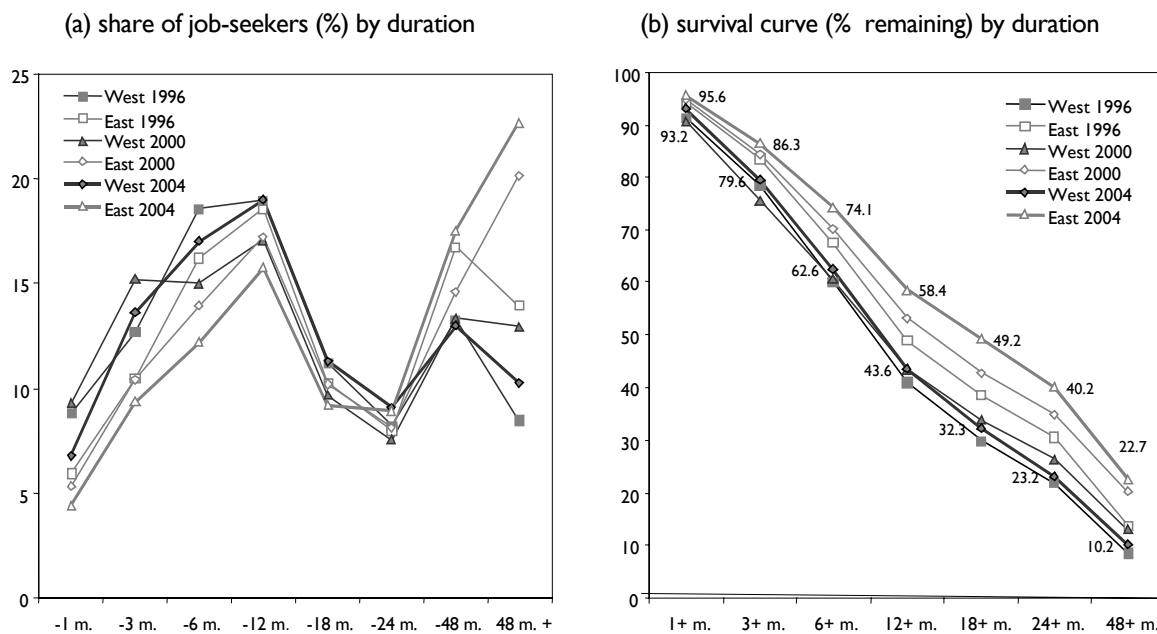 (a) share of job-seekers (%) by duration
25
20
15
10
5
0
West 1996
East 1996
West 2000
East 2000
West 2004
East 2004
-1 m. -3 m. -6 m. -12 m. -18 m. -24 m. -48 m. 48 m. +
(b) survival curve (% remaining) by duration
100
90
80
70
60
50
40
30
20
10
0
West 1996
East 1996
West 2000
East 2000
West 2004
East 2004
95.6
93.2
86.3
79.6
74.1
62.6
58.4
43.6
49.2
32.3
40.2
23.2
22.7
10.2
1+ m. 3+ m. 6+ m. 12+ m. 18+ m. 24+ m. 48+ m.